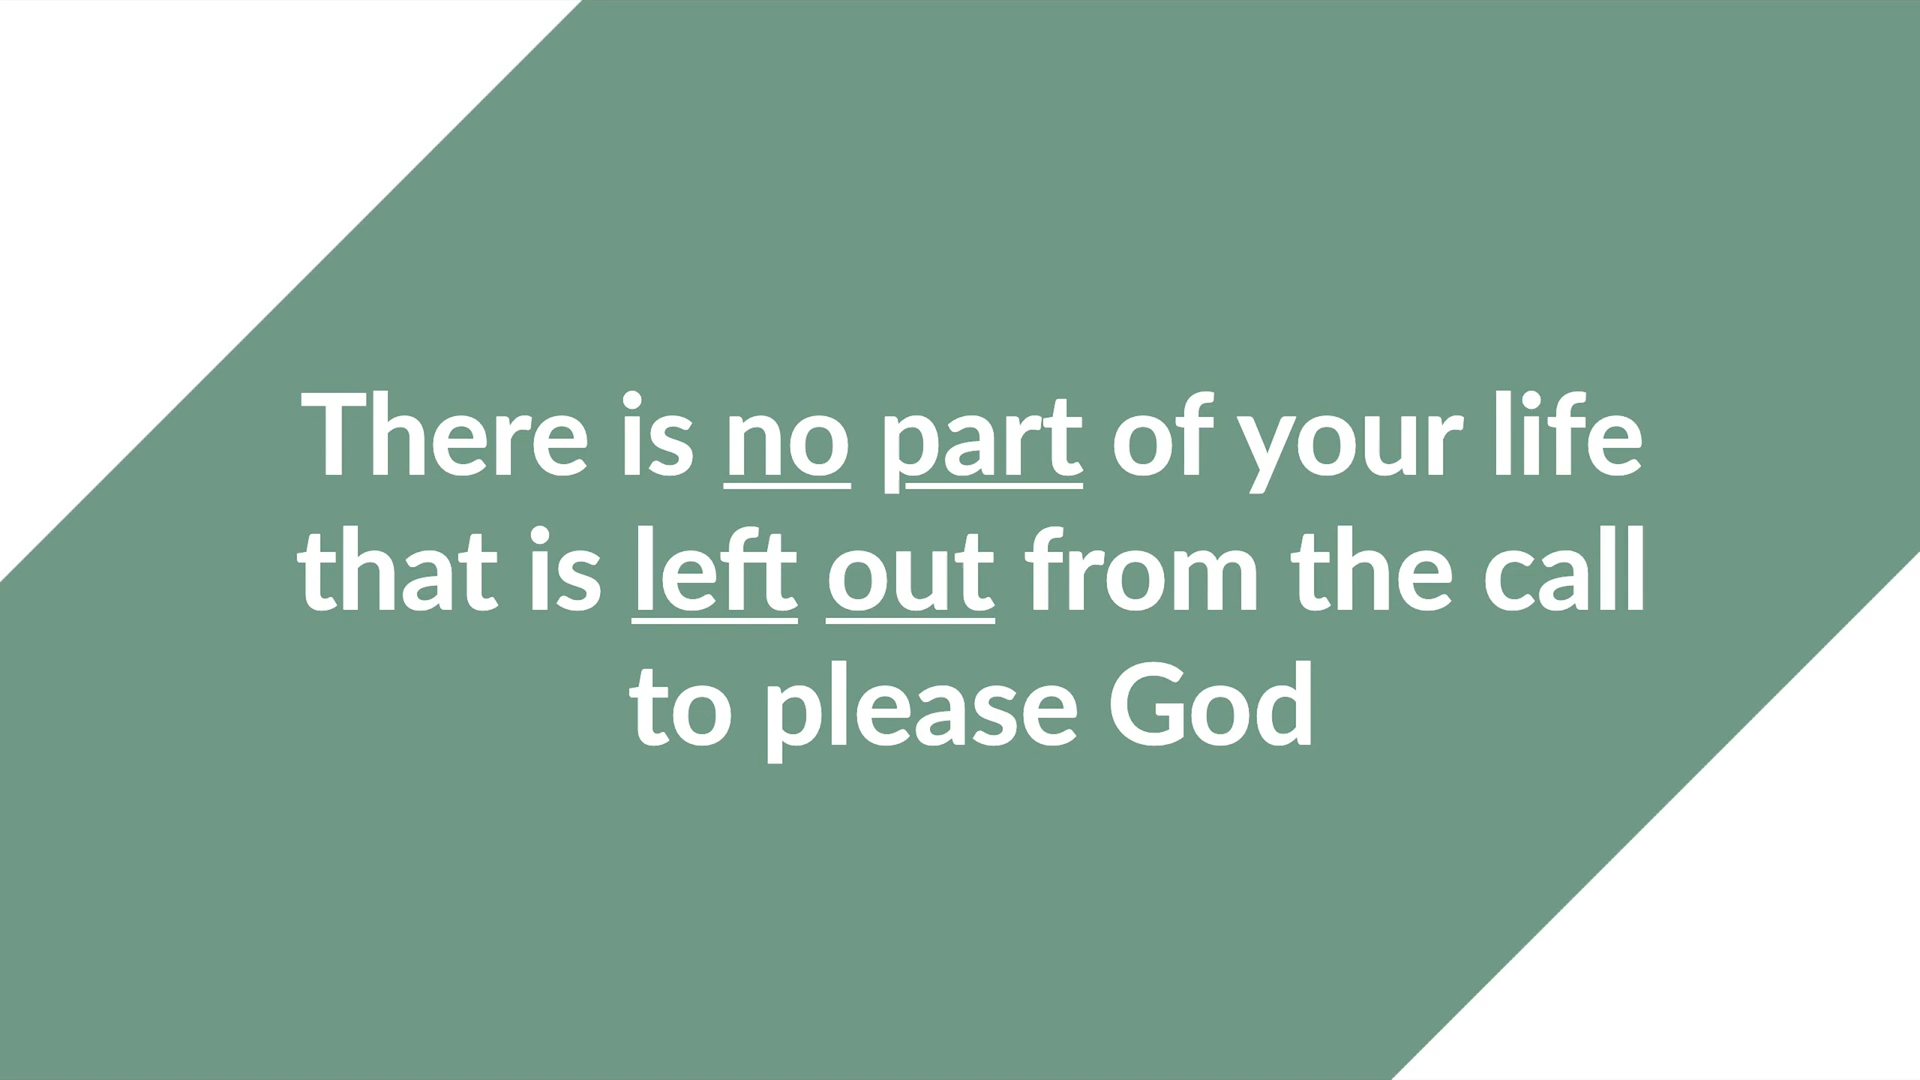 There is no part of your life
that is left out from the call
to please God